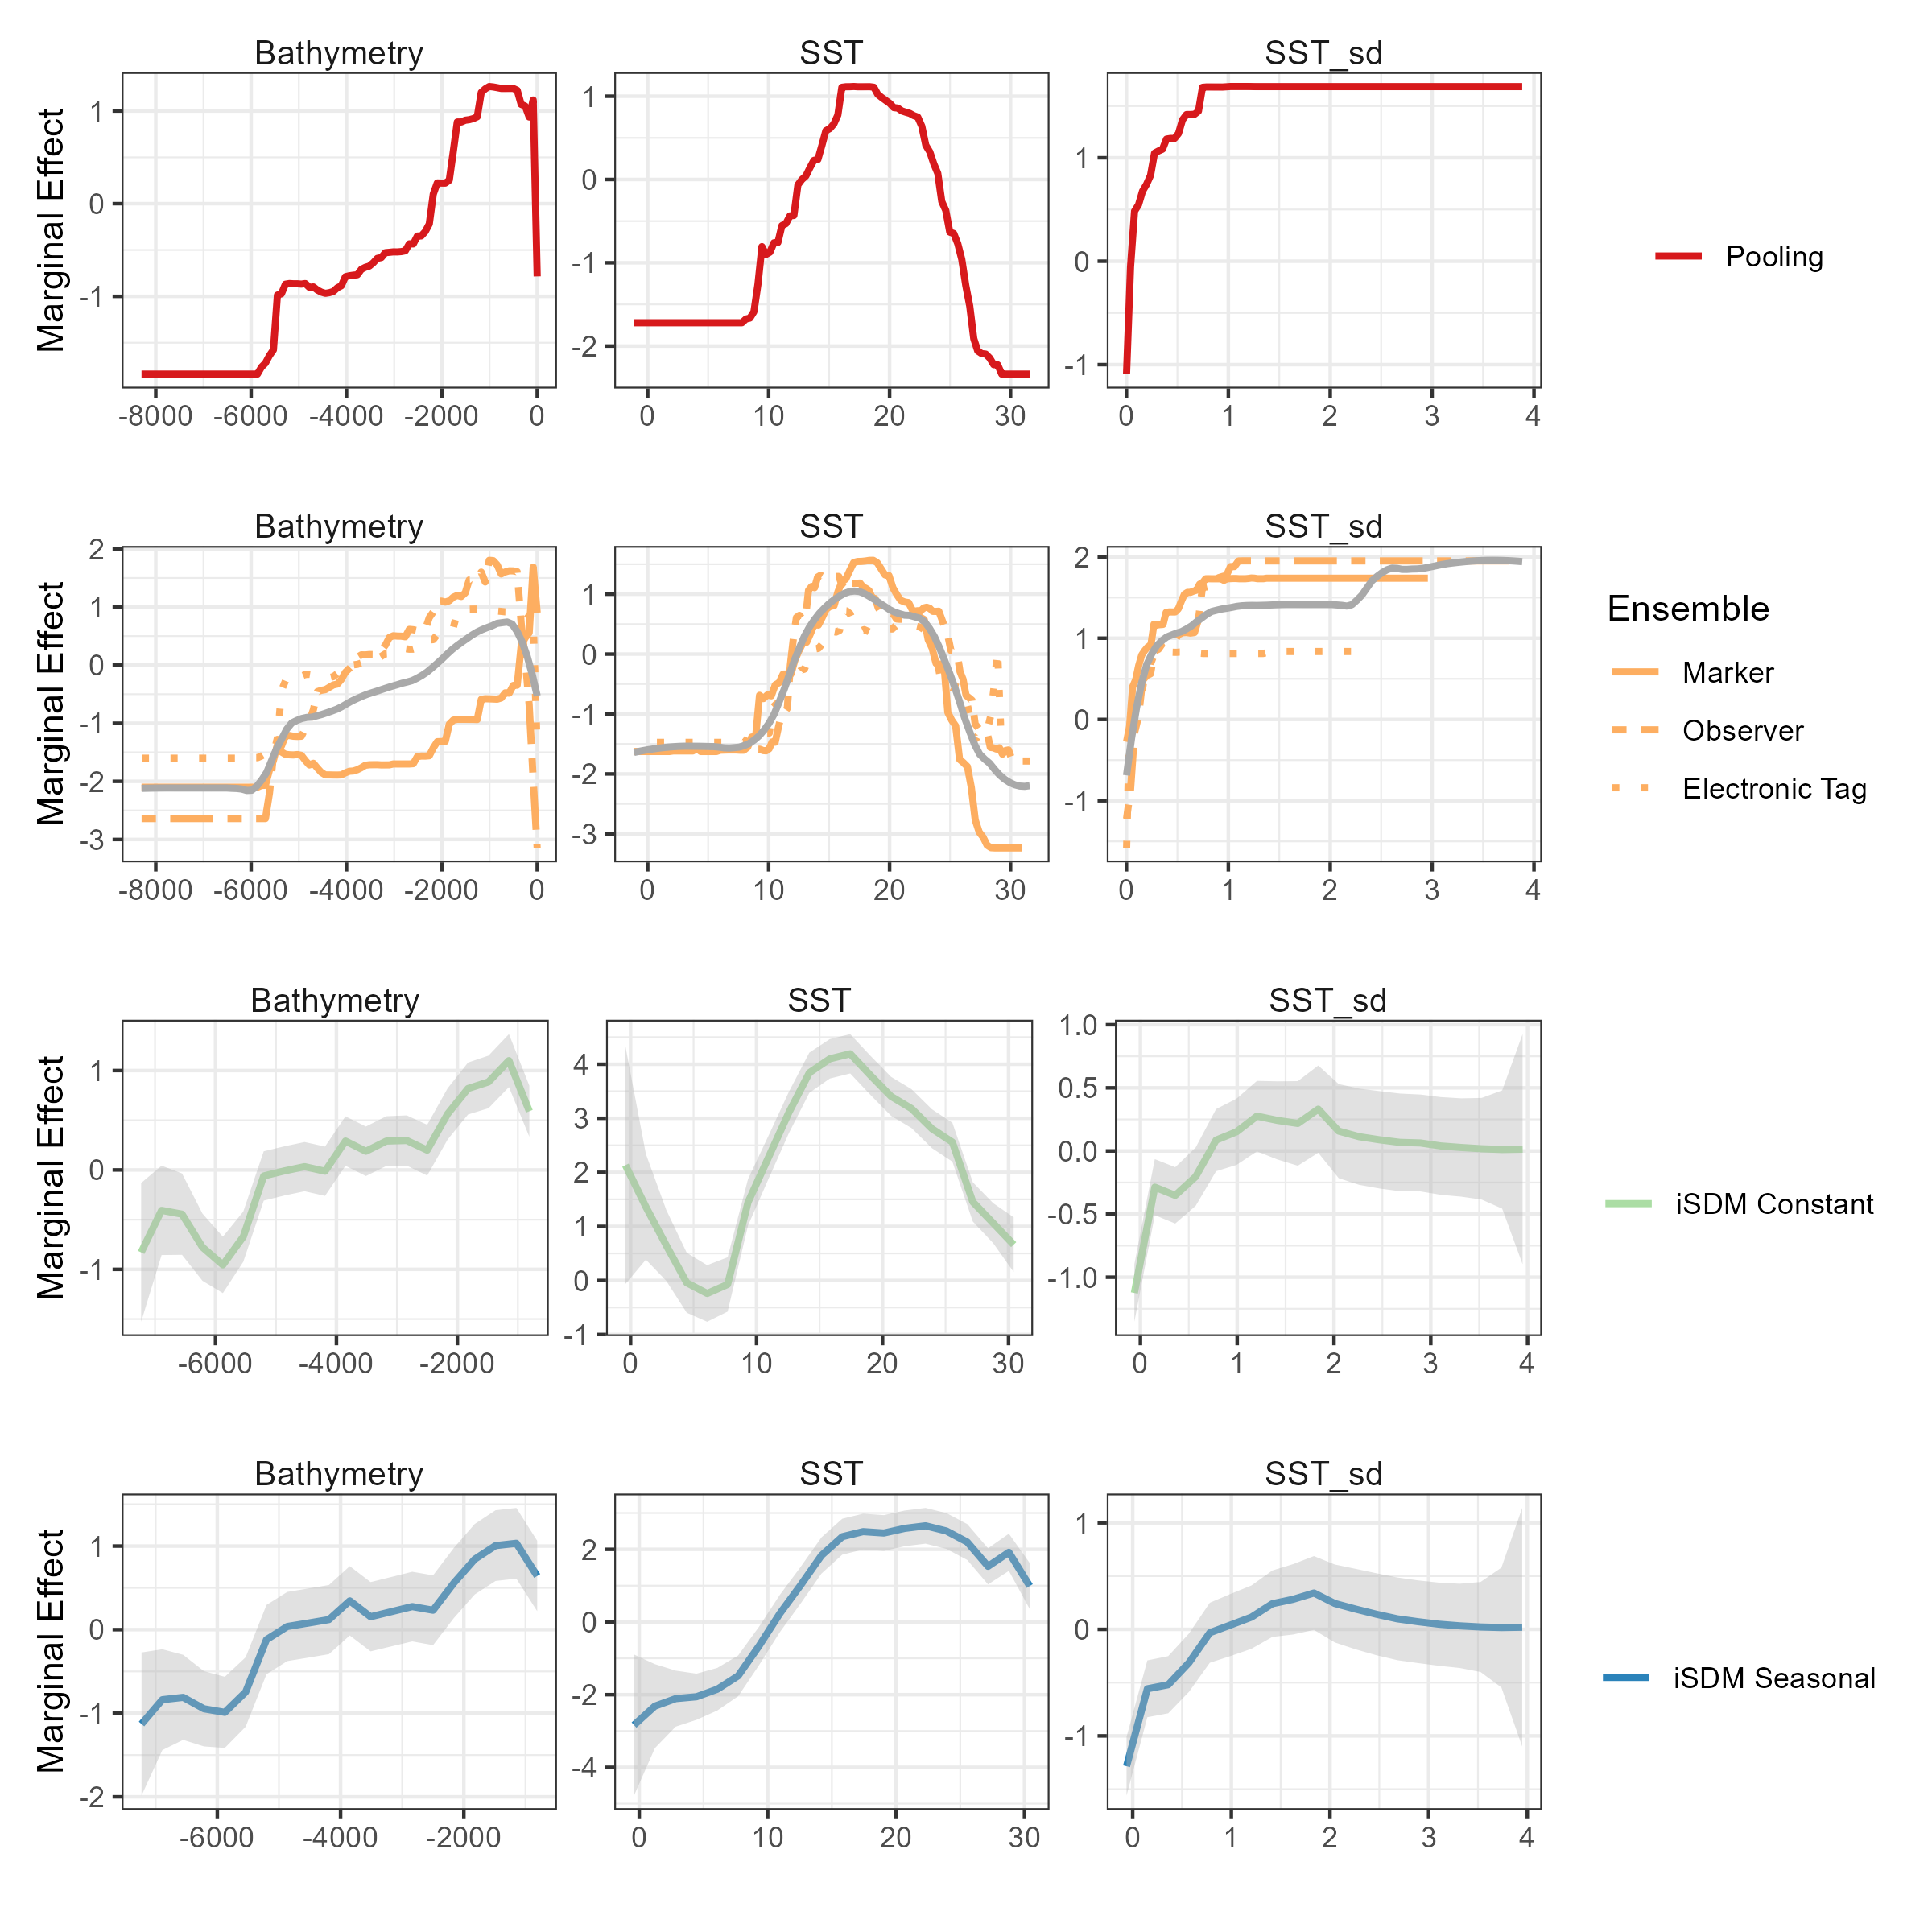 Bathymetry SST SST_sd
Marginal Effect
1
0
-1
-8000 -6000 -4000 -2000 0
1
0
-1
-2
0 10 20 30
1
0
-1
0 1 2 3 4
Pooling
Bathymetry SST SST_sd
Marginal Effect
2
1
0
-1
-2
-3
-8000 -6000 -4000 -2000 0
1
0
-1
-2
-3
0 10 20 30
2
1
0
-1
0 1 2 3 4
Ensemble
Marker
Observer
Electronic Tag
Bathymetry SST SST_sd
Marginal Effect
1
0
-1
-6000 -4000 -2000
4
3
2
1
0
-1
0 10 20 30
1.0
0.5
0.0
-0.5
-1.0
0 1 2 3 4
iSDM Constant
Bathymetry SST SST_sd
Marginal Effect
1
0
-1
-2
-6000 -4000 -2000
2
0
-2
-4
0 10 20 30
1
0
-1
0 1 2 3 4
iSDM Seasonal